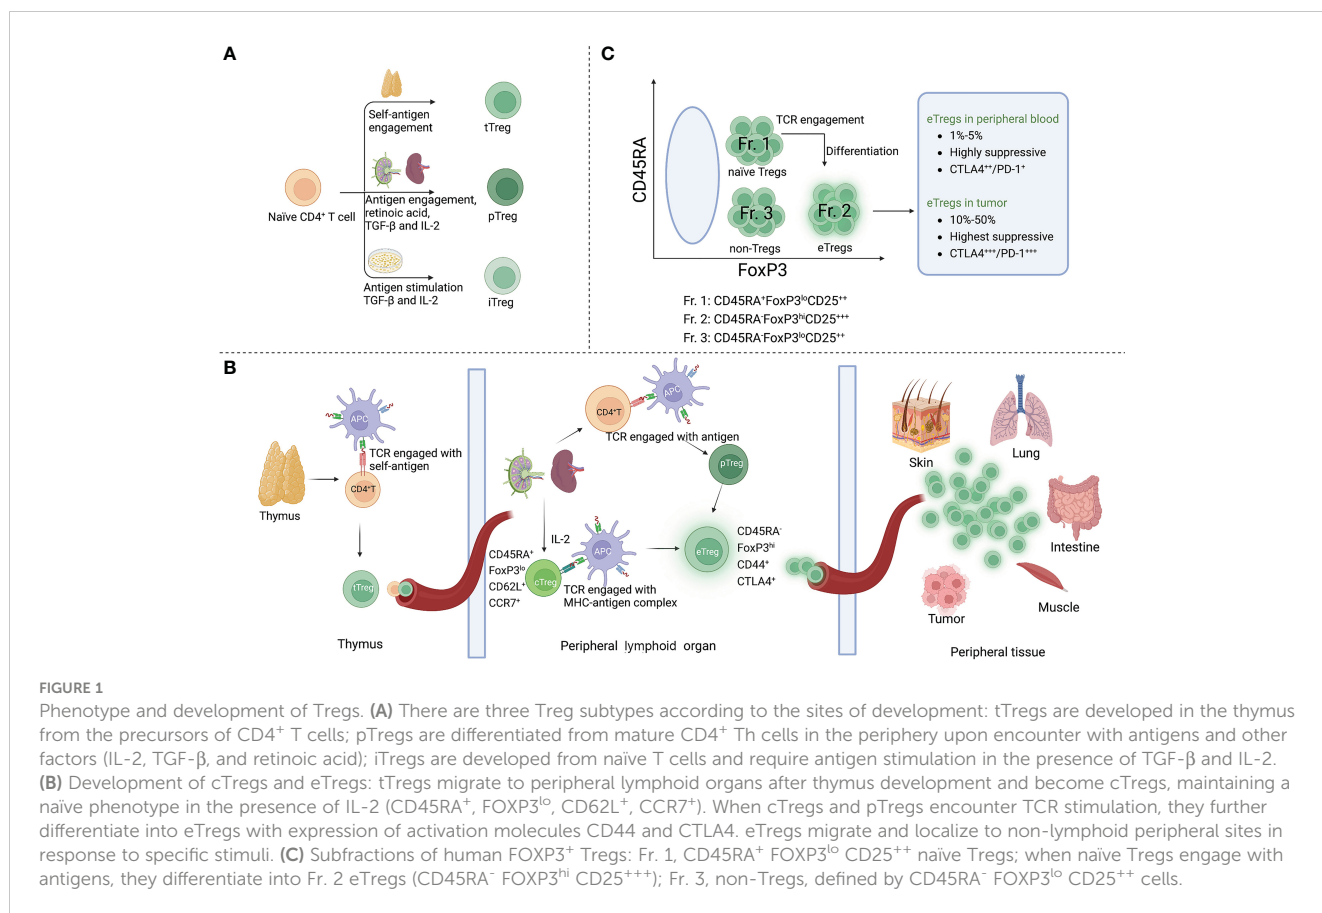 A
Self-antigen
engagement
tTreg
Naïve CD4⁺ T cell
Antigen engagement,
retinoic acid,
TGF-β and IL-2
pTreg
Antigen stimulation
TGF-β and IL-2
iTreg
C
CD45RA
FoxP3
Fr. 1
naïve Tregs
TCR engagement
Differentiation
Fr. 3
non-Tregs
Fr. 2
eTregs
eTregs in peripheral blood
• 1%-5%
• Highly suppressive
• CTLA4⁺⁺/PD-1⁺
eTregs in tumor
• 10%-50%
• Highest suppressive
• CTLA4⁺⁺⁺/PD-1⁺⁺⁺
Fr. 1: CD45RA⁺FoxP3ˡᵒCD25⁺⁺
Fr. 2: CD45RA⁻FoxP3ʰⁱCD25⁺⁺⁺
Fr. 3: CD45RA⁻FoxP3ˡᵒCD25⁺⁺
B
Thymus
APC
TCR engaged with
self-antigen
CD4⁺T
tTreg
Thymus
CD4⁺T
APC
TCR engaged with antigen
pTreg
IL-2
CD45RA⁺
FoxP3ˡᵒ
CD62L⁺
CCR7⁺
cTreg
APC
TCR engaged with
MHC-antigen complex
eTreg
CD45RA⁻
FoxP3ʰⁱ
CD44⁺
CTLA4⁺
Peripheral lymphoid organ
Skin
Lung
Intestine
Muscle
Tumor
Peripheral tissue
FIGURE 1
Phenotype and development of Tregs. (A) There are three Treg subtypes according to the sites of development: tTregs are developed in the thymus
from the precursors of CD4⁺ T cells; pTregs are differentiated from mature CD4⁺ Th cells in the periphery upon encounter with antigens and other
factors (IL-2, TGF-β, and retinoic acid); iTregs are developed from naïve T cells and require antigen stimulation in the presence of TGF-β and IL-2.
(B) Development of cTregs and eTregs: tTregs migrate to peripheral lymphoid organs after thymus development and become cTregs, maintaining a
naïve phenotype in the presence of IL-2 (CD45RA⁺, FOXP3ˡᵒ, CD62L⁺, CCR7⁺). When cTregs and pTregs encounter TCR stimulation, they further
differentiate into eTregs with expression of activation molecules CD44 and CTLA4. eTregs migrate and localize to non-lymphoid peripheral sites in
response to specific stimuli. (C) Subfractions of human FOXP3⁺ Tregs: Fr. 1, CD45RA⁺ FOXP3ˡᵒ CD25⁺⁺ naïve Tregs; when naïve Tregs engage with
antigens, they differentiate into Fr. 2 eTregs (CD45RA⁻ FOXP3ʰⁱ CD25⁺⁺⁺); Fr. 3, non-Tregs, defined by CD45RA⁻ FOXP3ˡᵒ CD25⁺⁺ cells.